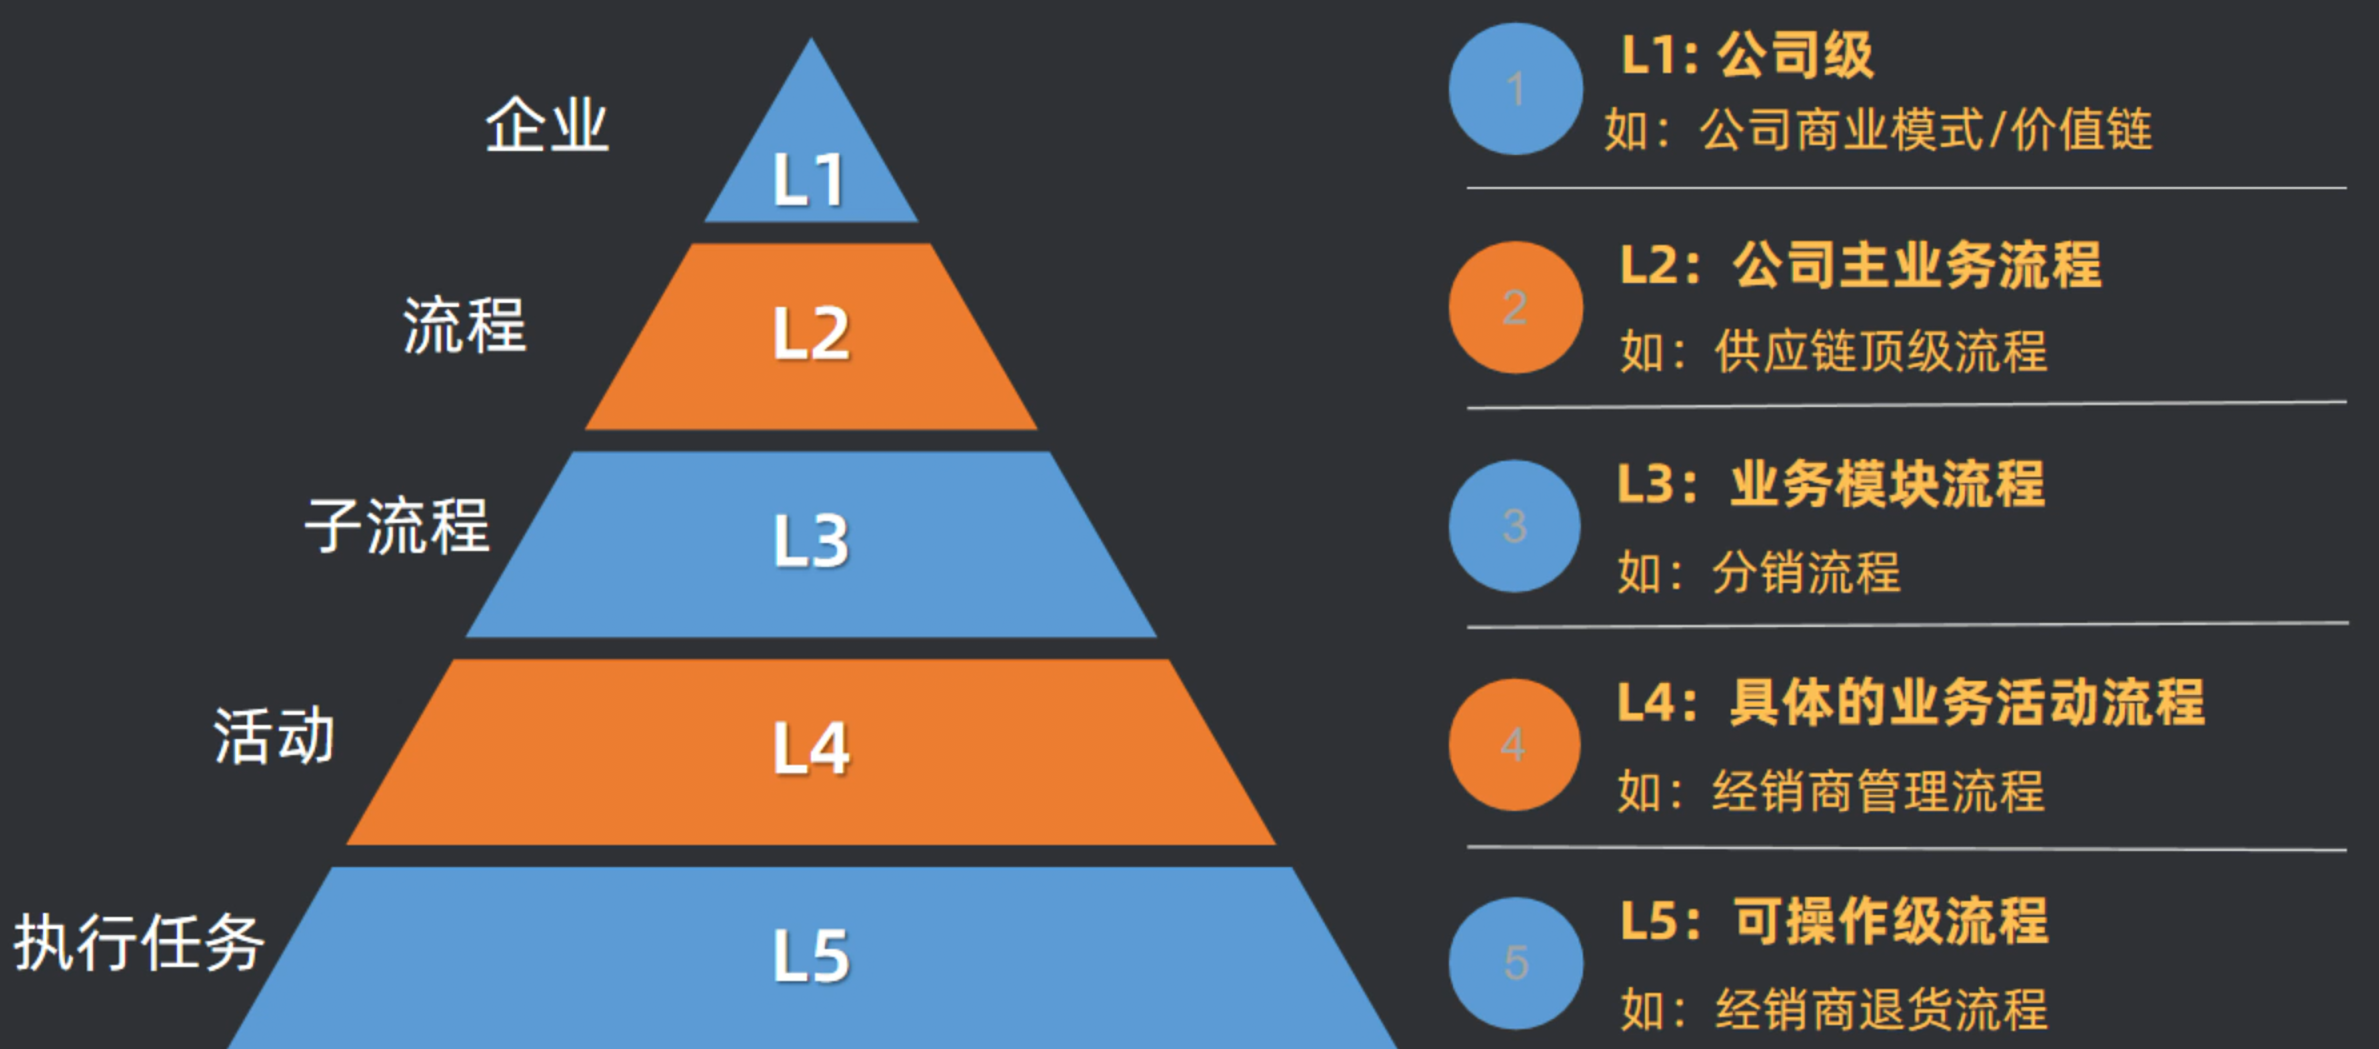 企业
L1
流程
L2
子流程
L3
活动
L4
执行任务
L5
1
L1: 公司级
如：公司商业模式/价值链
2
L2：公司主业务流程
如：供应链顶级流程
3
L3：业务模块流程
如：分销流程
4
L4：具体的业务活动流程
如：经销商管理流程
5
L5：可操作级流程
如：经销商退货流程